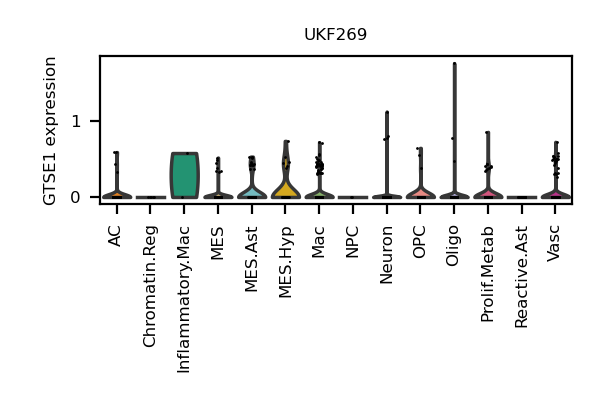 UKF269
GTSE1 expression
1
0
AC
Chromatin.Reg
Inflammatory.Mac
MES
MES.Ast
MES.Hyp
Mac
NPC
Neuron
OPC
Oligo
Prolif.Metab
Reactive.Ast
Vasc